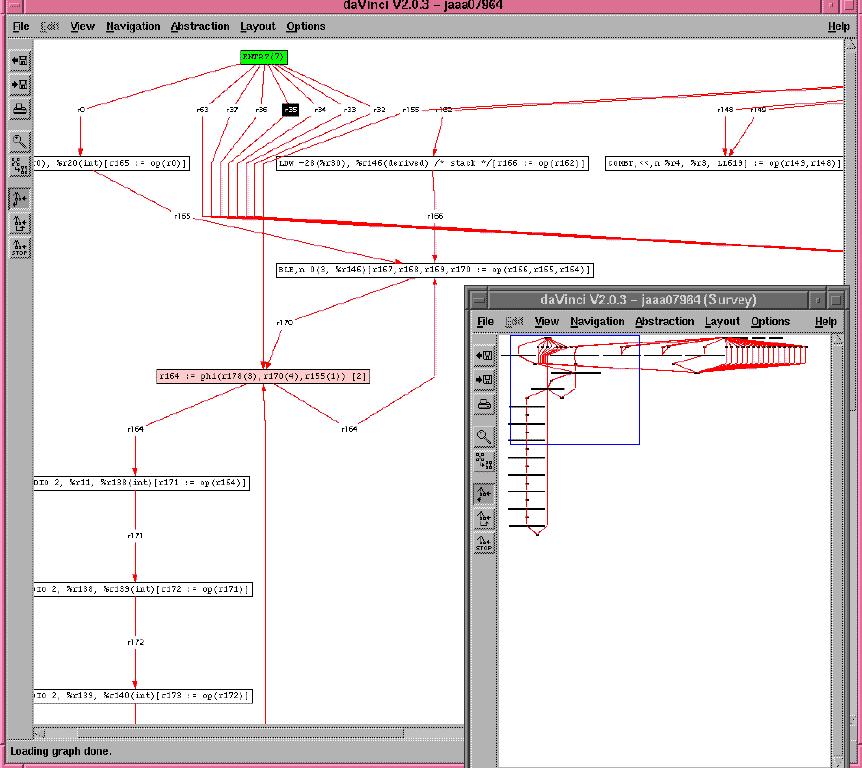 daVinci V2.0.3 – jaaa07964
File Edit View Navigation Abstraction Layout Options Help
ENTRY(7)
r0 r63 r37 r36 r35 r34 r33 r32 r155 r162 r148 r149
0), %r20(int)[r165 := op(r0)]
LDW -28(%r30), %r146(derived) /* stack */[r166 := op(r162)]
COMBT,<<,n %r4, %r3, LL619] := op(r149,r148)]
r165 r166
BLE,n 0(3, %r146)[r167,r168,r169,r170 := op(r166,r165,r164)]
r170
r164 := phi(r178(3),r170(4),r155(1)) [2]
r164 r164
DIO 2, %r11, %r138(int)[r171 := op(r164)]
r171
DIO 2, %r138, %r139(int)[r172 := op(r171)]
r172
DIO 2, %r139, %r140(int)[r173 := op(r172)]
STOP
Loading graph done.
daVinci V2.0.3 – jaaa07964 (Survey)
File Edit View Navigation Abstraction Layout Options Help
STOP